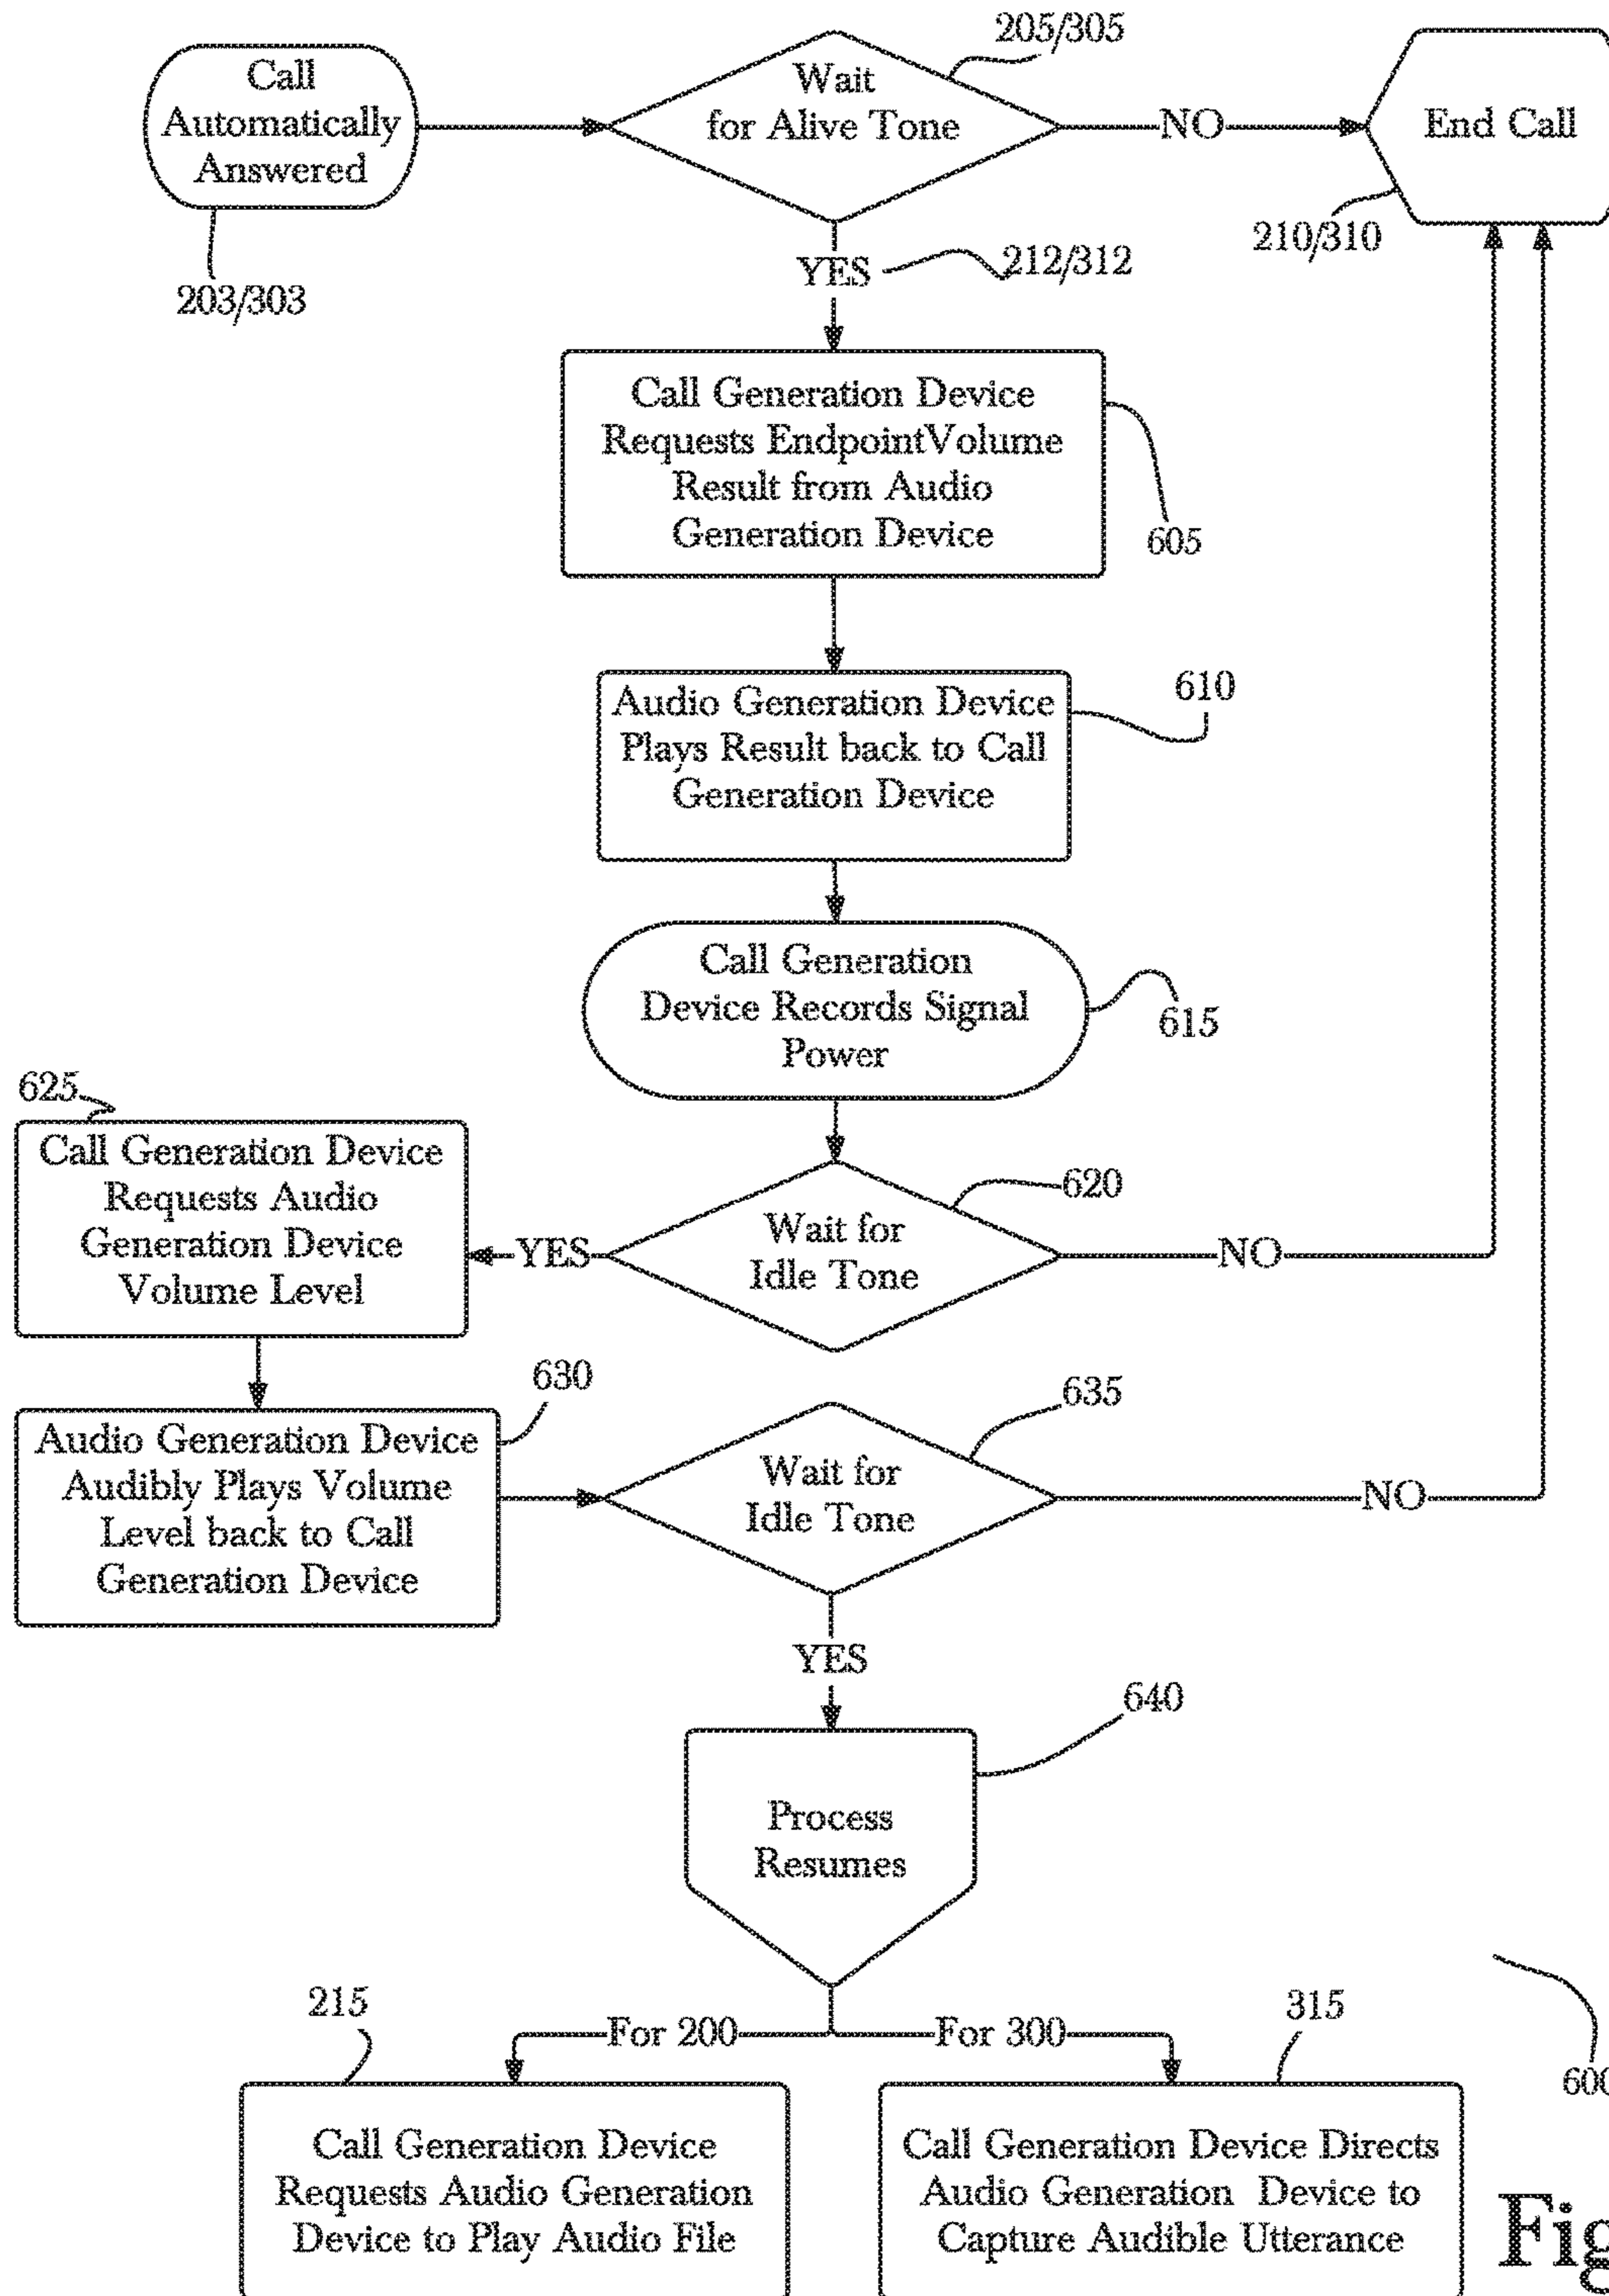 205/305
Call
Automatically
Answered
Wait
for Alive Tone
NO
End Call
210/310
203/303
YES
212/312
Call Generation Device
Requests EndpointVolume
Result from Audio
Generation Device
605
Audio Generation Device
Plays Result back to Call
Generation Device
610
Call Generation
Device Records Signal
Power
615
625
Call Generation Device
Requests Audio
Generation Device
Volume Level
YES
Wait for
Idle Tone
620
NO
Audio Generation Device
Audibly Plays Volume
Level back to Call
Generation Device
630
Wait for
Idle Tone
635
NO
YES
640
Process
Resumes
215
For 200
For 300
315
600
Call Generation Device
Requests Audio Generation
Device to Play Audio File
Call Generation Device Directs
Audio Generation Device to
Capture Audible Utterance
Fig